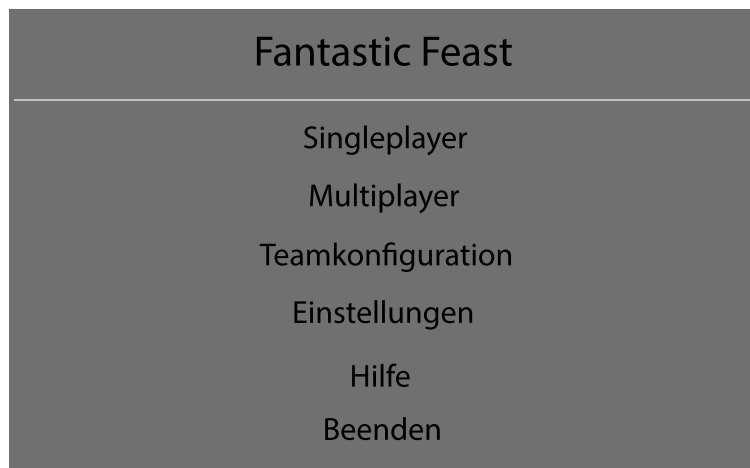 Fantastic Feast
Singleplayer
Multiplayer
Teamkonfiguration
Einstellungen
Hilfe
Beenden